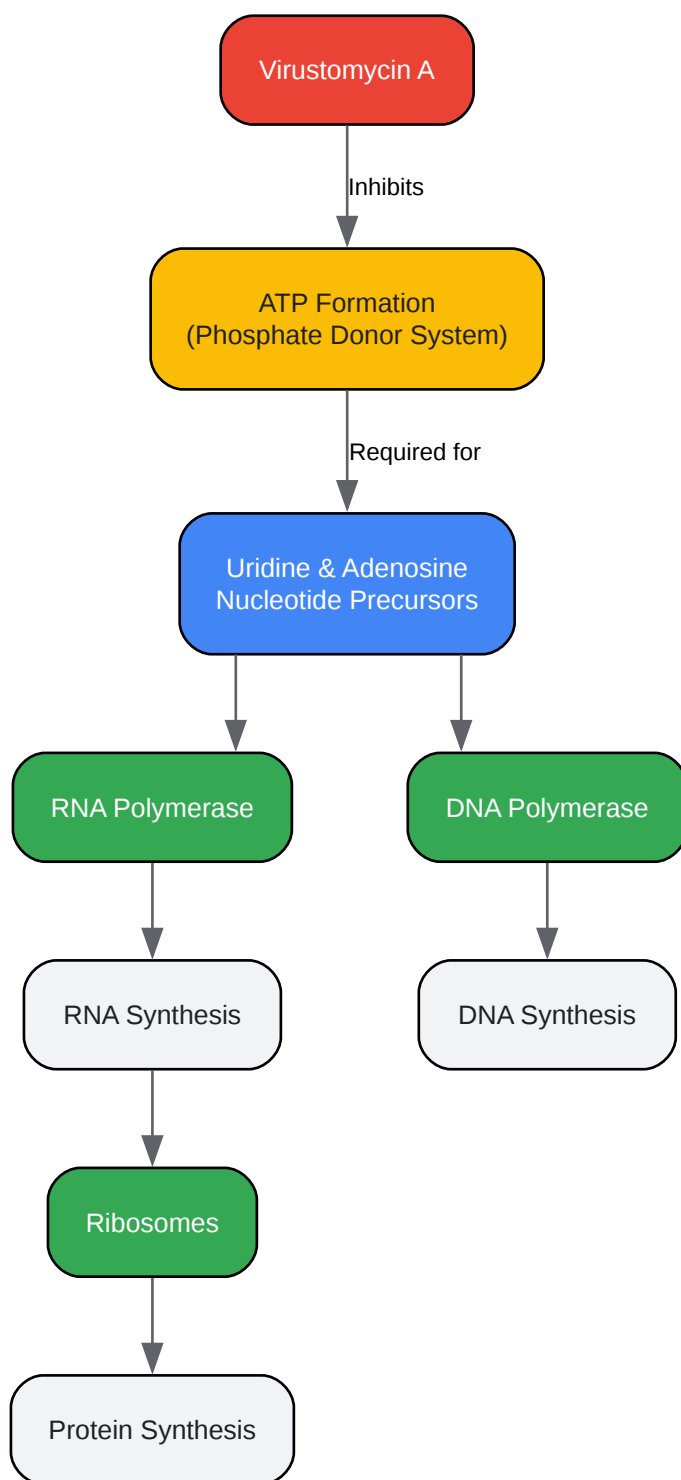 Virustomycin A
Inhibits
ATP Formation
(Phosphate Donor System)
Required for
Uridine & Adenosine
Nucleotide Precursors
RNA Polymerase
DNA Polymerase
RNA Synthesis
DNA Synthesis
Ribosomes
Protein Synthesis